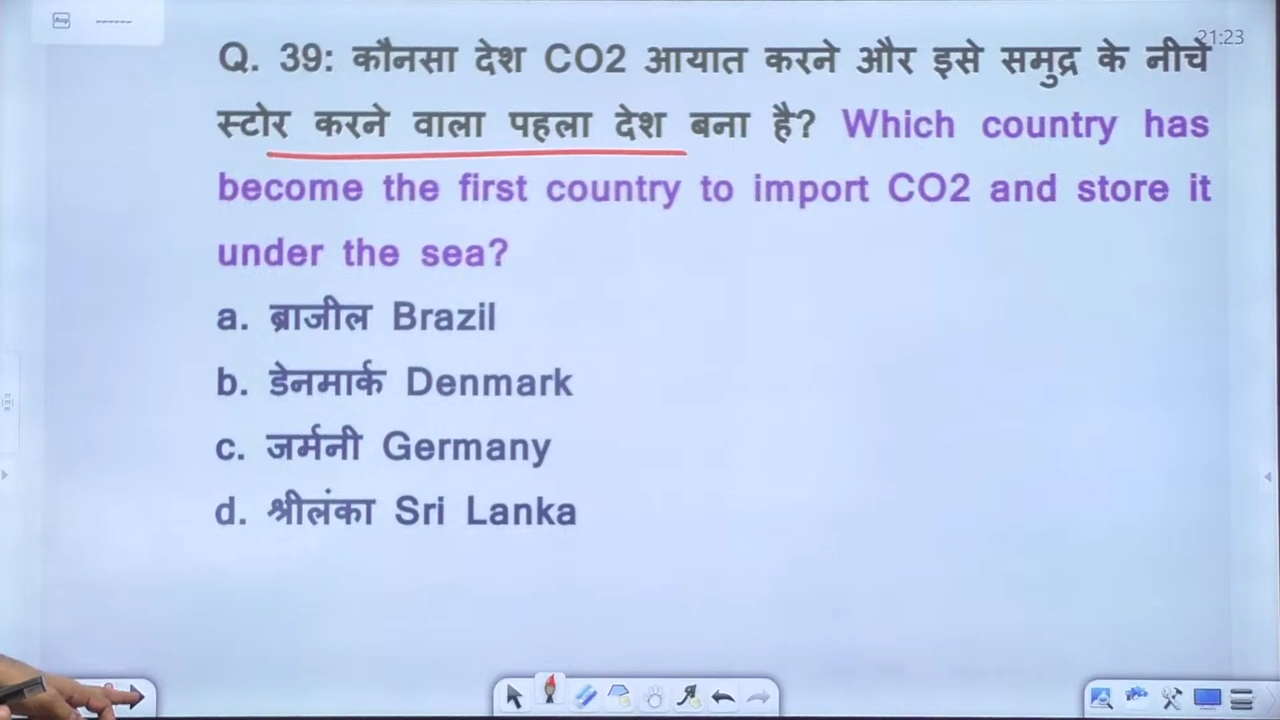 21:23
Q. 39: कौनसा देश CO2 आयात करने और इसे समुद्र के नीचे
स्टोर करने वाला पहला देश बना है? Which country has
become the first country to import CO2 and store it
under the sea?
a. ब्राजील Brazil
b. डेनमार्क Denmark
c. जर्मनी Germany
d. श्रीलंका Sri Lanka